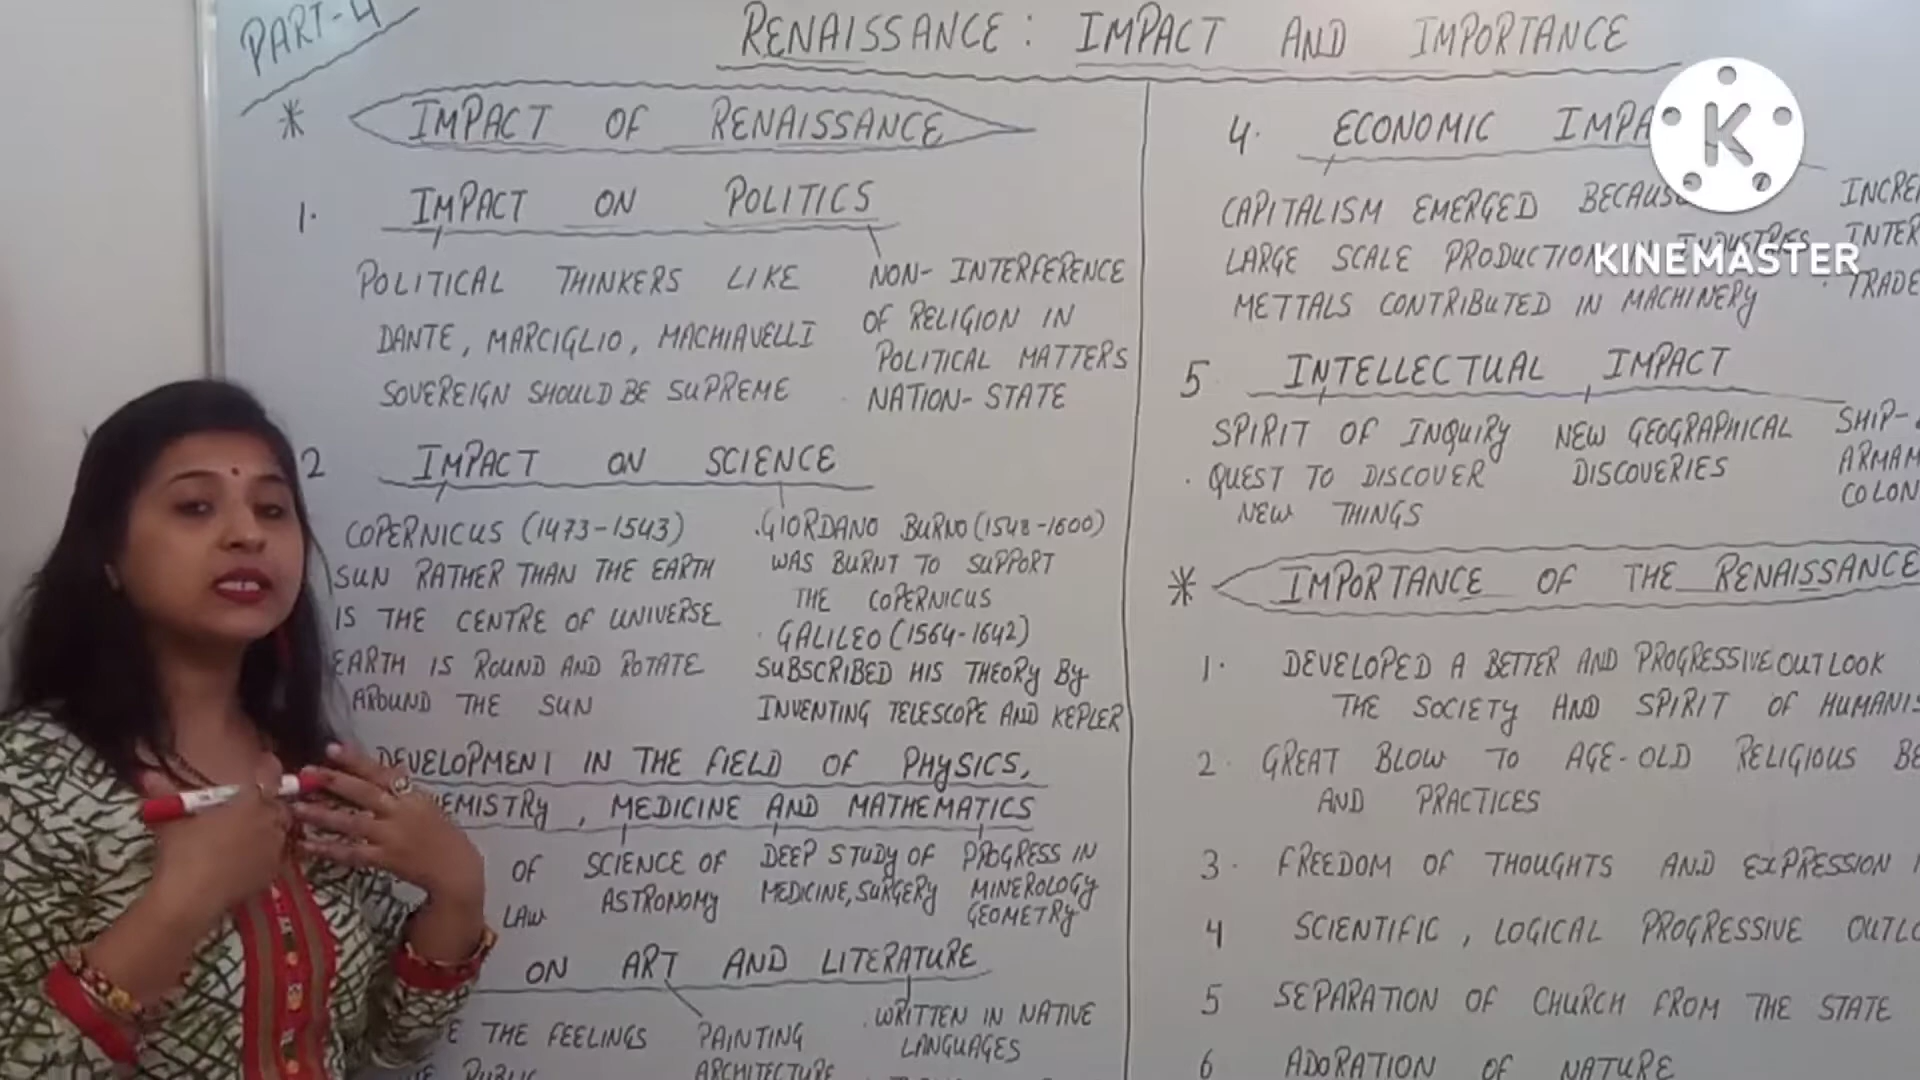 PART-4
RENAISSANCE: IMPACT AND IMPORTANCE
* IMPACT OF RENAISSANCE
1. IMPACT ON POLITICS
POLITICAL THINKERS LIKE
DANTE, MARCIGLIO, MACHIAVELLI
SOVEREIGN SHOULD BE SUPREME
NON-INTERFERENCE
OF RELIGION IN
POLITICAL MATTERS
NATION-STATE
2 IMPACT ON SCIENCE
COPERNICUS (1473-1543)
SUN RATHER THAN THE EARTH
IS THE CENTRE OF UNIVERSE
EARTH IS ROUND AND ROTATE
AROUND THE SUN
.GIORDANO BURNO (1548-1600)
WAS BURNT TO SUPPORT
THE COPERNICUS
. GALILEO (1564-1642)
SUBSCRIBED HIS THEORY BY
INVENTING TELESCOPE AND KEPLER
DEVELOPMENT IN THE FIELD OF PHYSICS,
EMISTRY, MEDICINE AND MATHEMATICS
OF
LAW
SCIENCE OF
ASTRONOMY
DEEP STUDY OF
MEDICINE, SURGERY
PROGRESS IN
MINEROLOGY
GEOMETRY
ON ART AND LITERATURE
THE FEELINGS
PUBLIC
PAINTING
ARCHITECTURE
. WRITTEN IN NATIVE
LANGUAGES
4. ECONOMIC IMPA
CAPITALISM EMERGED BECAUS
LARGE SCALE PRODUCTION INDUSTRIES
METTALS CONTRIBUTED IN MACHINERY
INCRE
INTER
. TRADE
5 INTELLECTUAL IMPACT
SPIRIT OF INQUIRY
. QUEST TO DISCOVER
NEW THINGS
NEW GEOGRAPHICAL
DISCOVERIES
SHIP-
ARMAM
COLON
* IMPORTANCE OF THE RENAISSANCE
1. DEVELOPED A BETTER AND PROGRESSIVE OUTLOOK
THE SOCIETY AND SPIRIT OF HUMANIS
2. GREAT BLOW TO AGE-OLD RELIGIOUS BE
AND PRACTICES
3. FREEDOM OF THOUGHTS AND EXPRESSION
4 SCIENTIFIC, LOGICAL PROGRESSIVE OUTLO
5 SEPARATION OF CHURCH FROM THE STATE
6 ADORATION OF NATURE
K
KINEMASTER